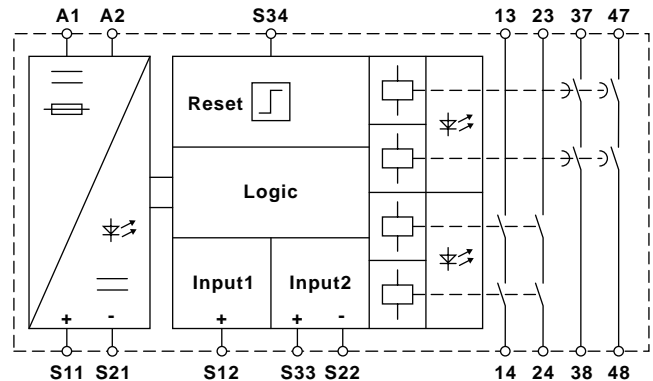 A1 A2 S34 13 23 37 47
Reset
Logic
Input1 Input2
+ - + + -
S11 S21 S12 S33 S22 14 24 38 48